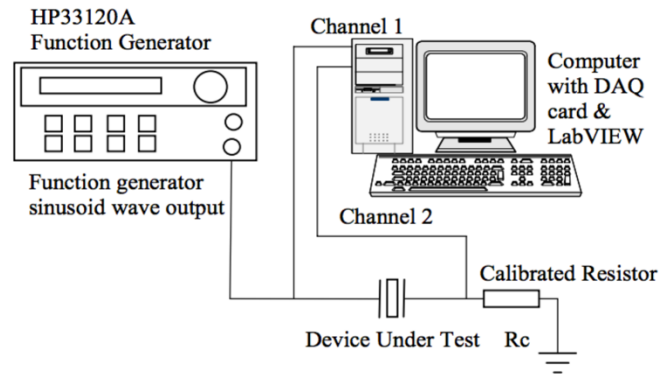 HP33120A
Function Generator
Channel 1
Computer
with DAQ
card &
LabVIEW
Function generator
sinusoid wave output
Channel 2
Calibrated Resistor
Device Under Test
Rc